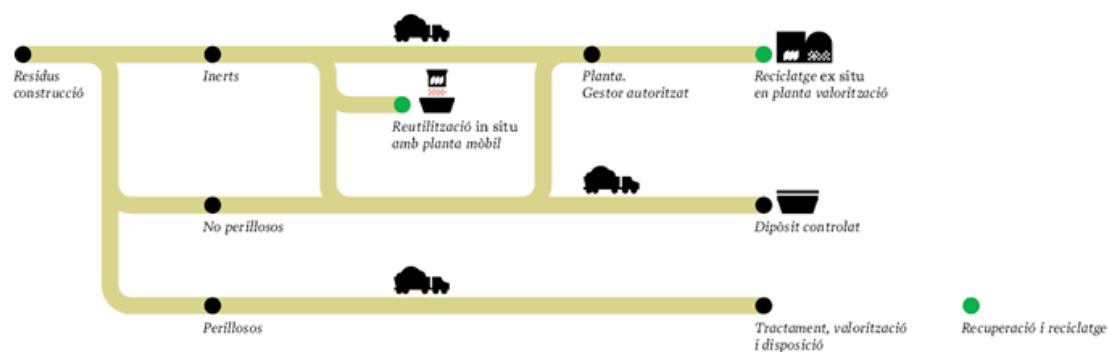 Residus
construcció
Inerts
Planta.
Gestor autoritzat
Reciclatge ex situ
en planta valorització
Reutilització in situ
amb planta mòbil
No perillosos
Dipòsit controlat
Perillosos
Tractament, valorització
i disposició
Recuperació i reciclatge